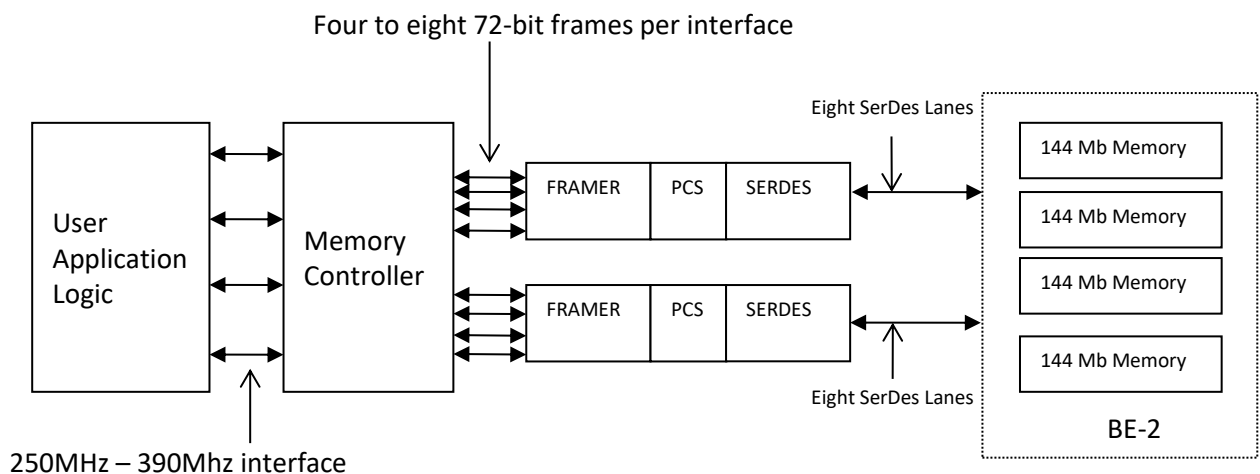 Four to eight 72-bit frames per interface
Eight SerDes Lanes
User
Application
Logic
Memory
Controller
FRAMER
PCS
SERDES
FRAMER
PCS
SERDES
144 Mb Memory
144 Mb Memory
144 Mb Memory
144 Mb Memory
Eight SerDes Lanes
BE-2
250MHz – 390Mhz interface